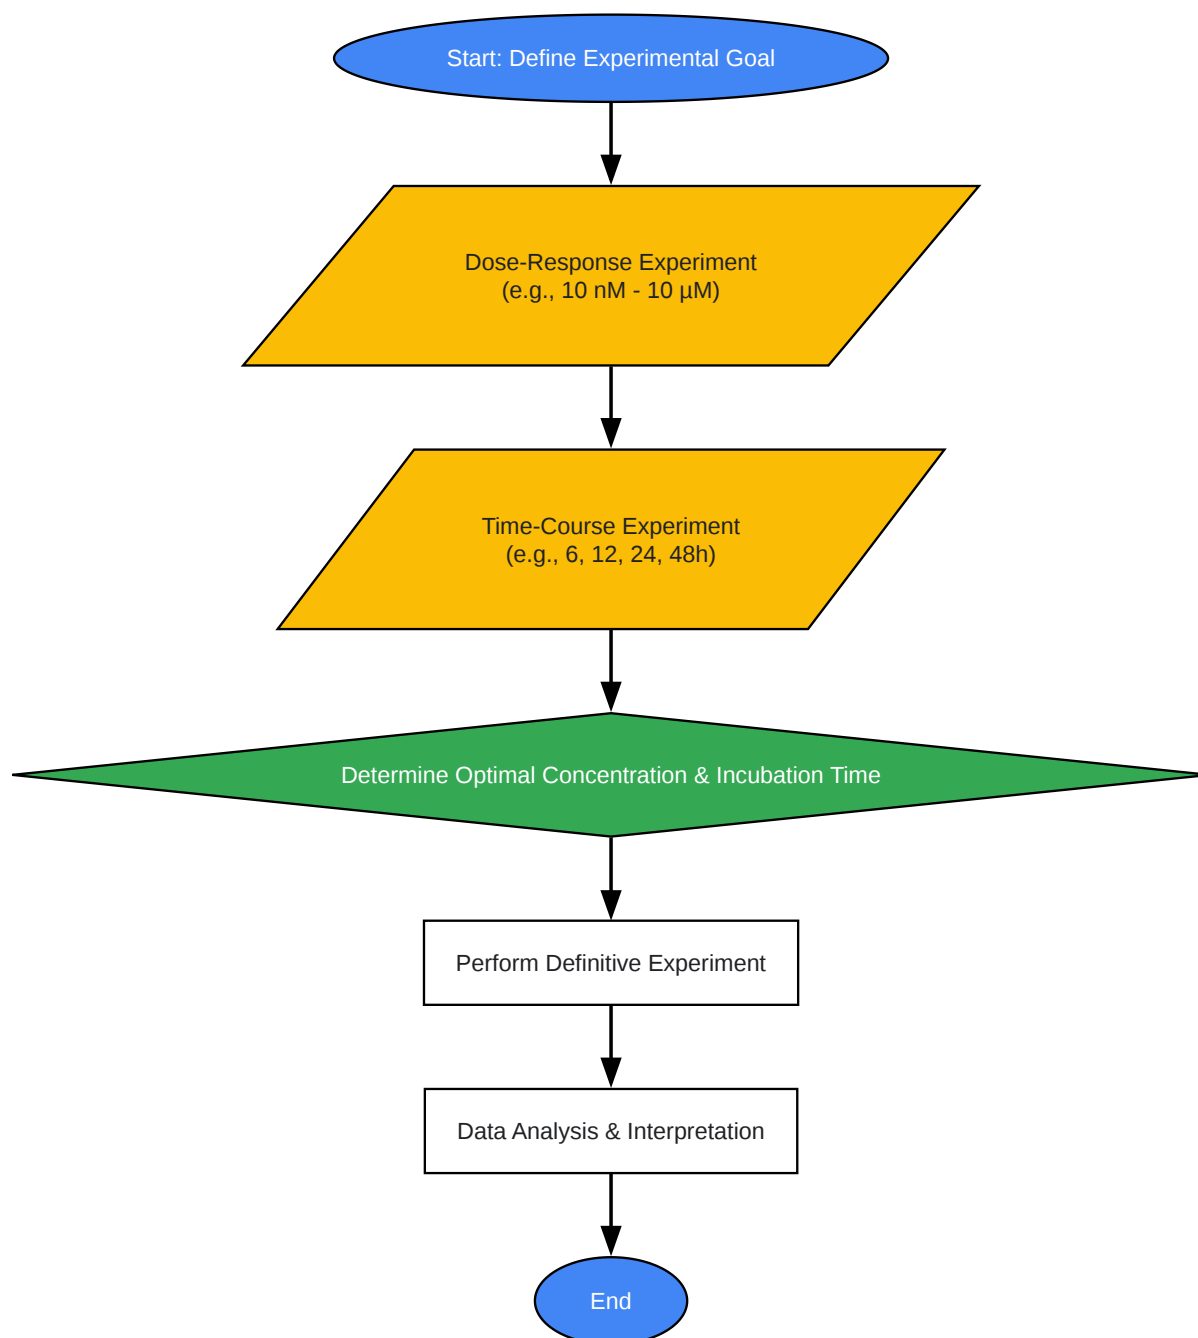 Start: Define Experimental Goal
Dose-Response Experiment
(e.g., 10 nM - 10 µM)
Time-Course Experiment
(e.g., 6, 12, 24, 48h)
Determine Optimal Concentration & Incubation Time
Perform Definitive Experiment
Data Analysis & Interpretation
End